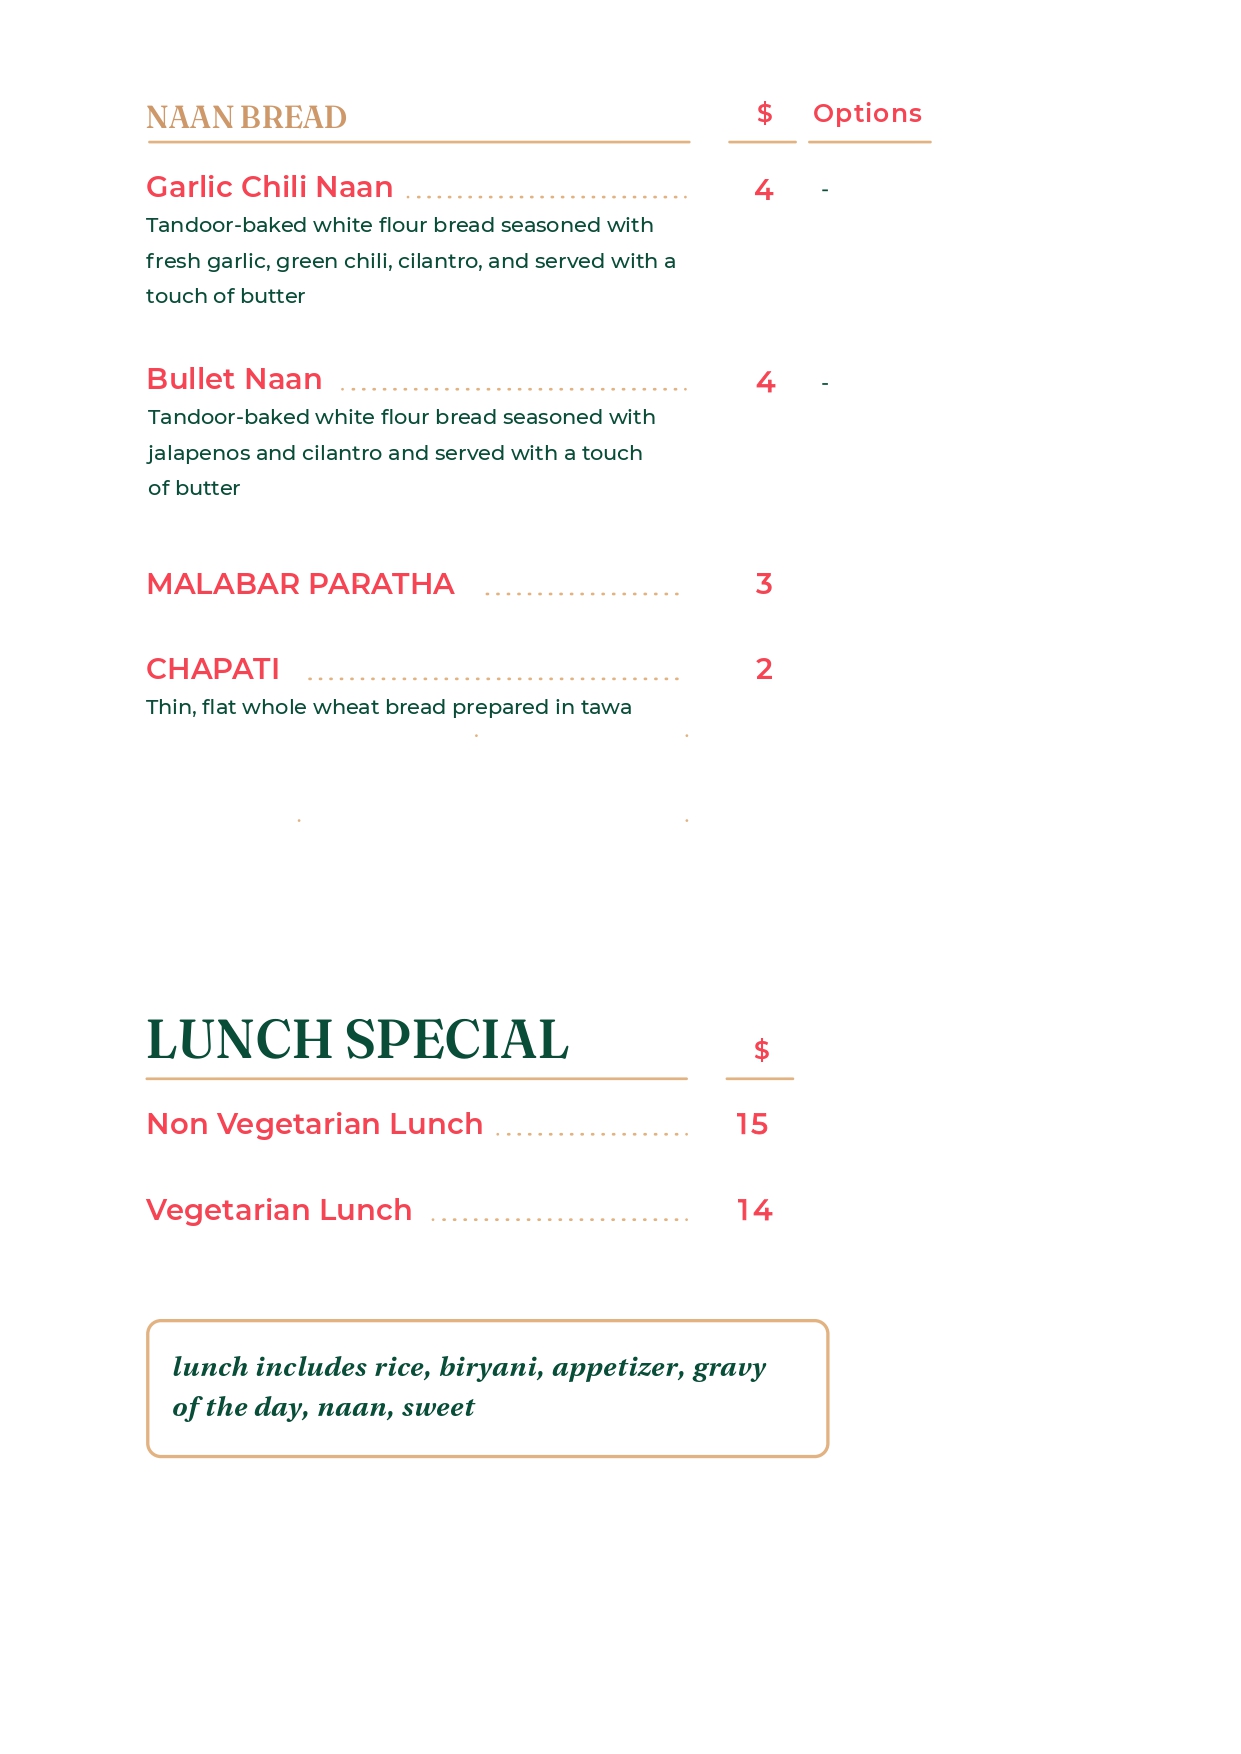 NAAN BREAD $ Options
Garlic Chili Naan 4 -
Tandoor-baked white flour bread seasoned with
fresh garlic, green chili, cilantro, and served with a
touch of butter
Bullet Naan 4 -
Tandoor-baked white flour bread seasoned with
jalapenos and cilantro and served with a touch
of butter
MALABAR PARATHA 3
CHAPATI 2
Thin, flat whole wheat bread prepared in tawa
LUNCH SPECIAL $
Non Vegetarian Lunch 15
Vegetarian Lunch 14
lunch includes rice, biryani, appetizer, gravy
of the day, naan, sweet